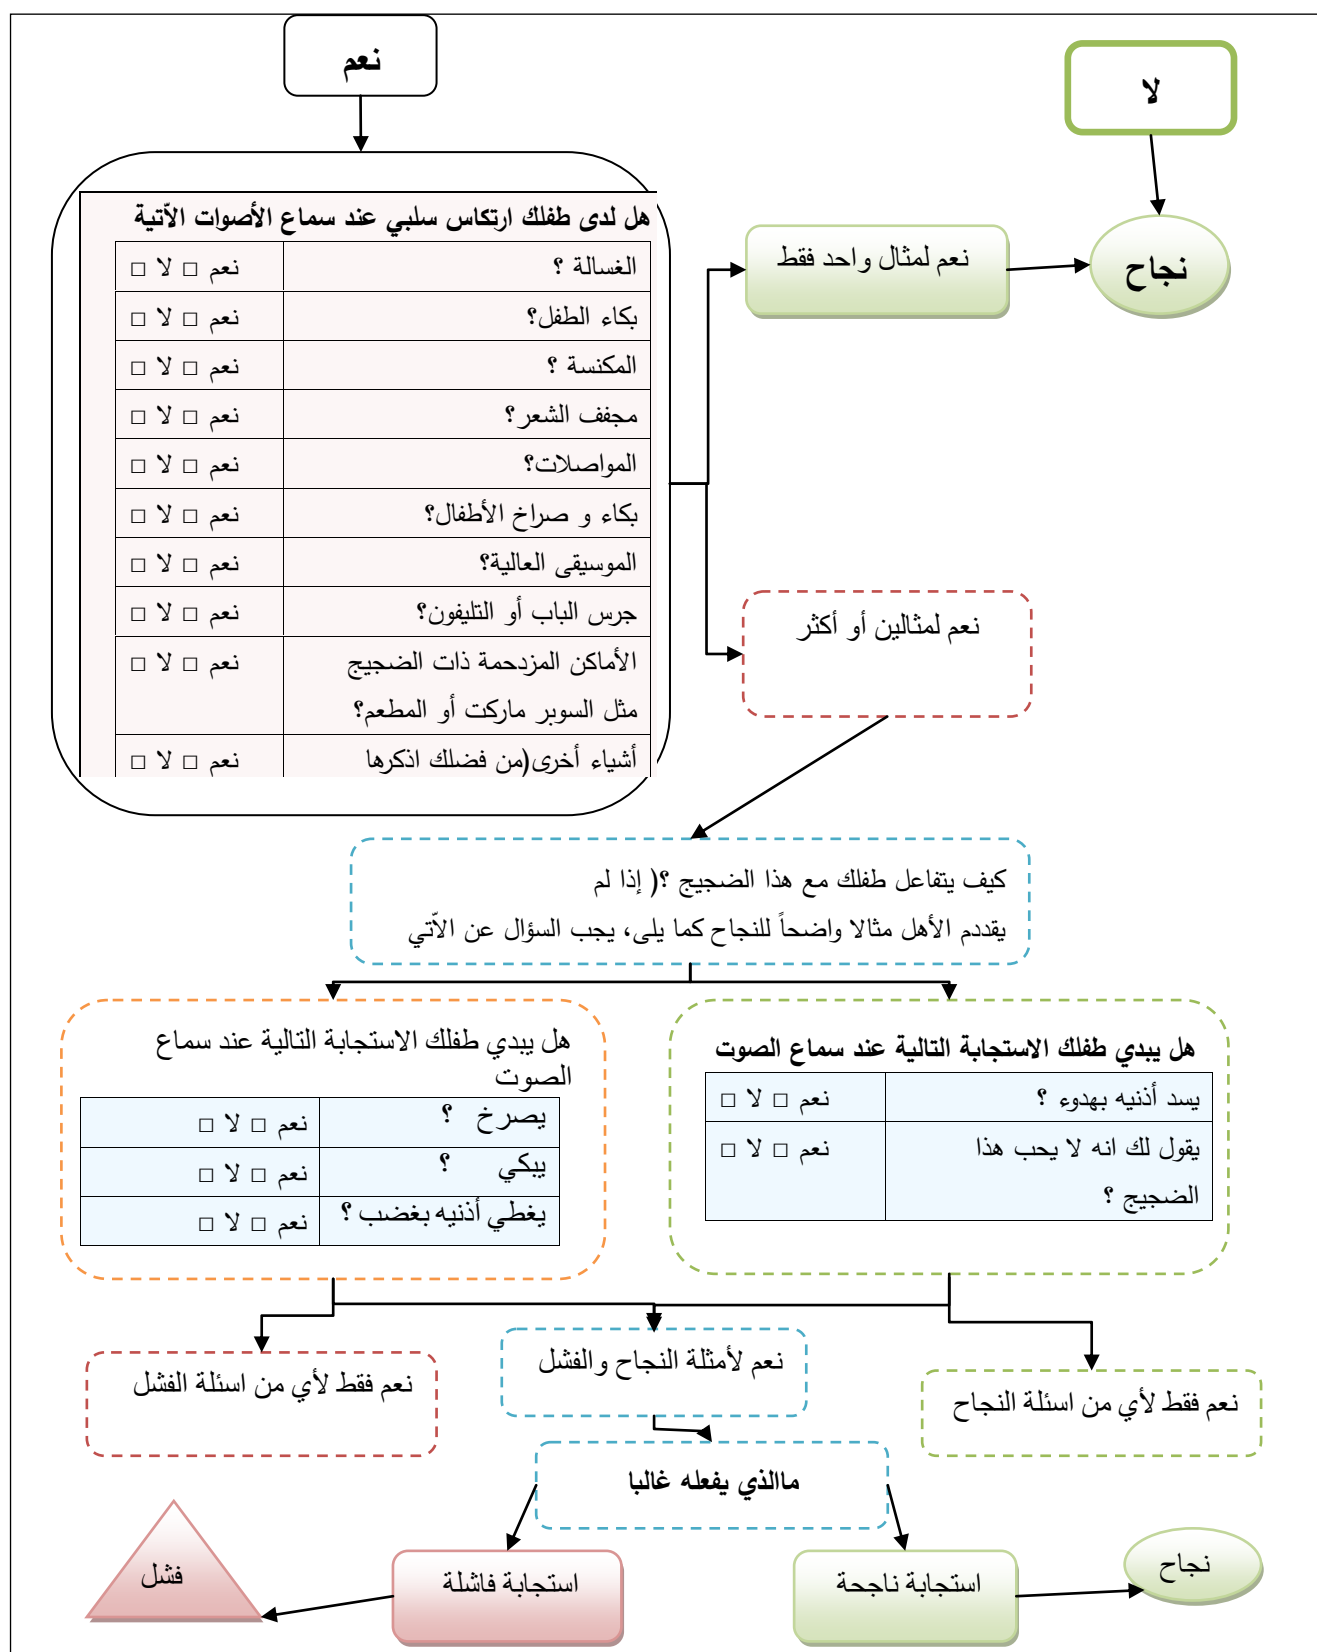 نعم
لا
هل لدى طفلك ارتكاس سلبي عند سماع الأصوات الآتية
الغسالة ؟ نعم □ لا □
بكاء الطفل؟ نعم □ لا □
المكنسة ؟ نعم □ لا □
مجفف الشعر؟ نعم □ لا □
المواصلات؟ نعم □ لا □
بكاء و صراخ الأطفال؟ نعم □ لا □
الموسيقى العالية؟ نعم □ لا □
جرس الباب أو التليفون؟ نعم □ لا □
الأماكن المزدحمة ذات الضجيج نعم □ لا □
مثل السوبر ماركت أو المطعم؟
أشياء أخرى(من فضلك اذكرها نعم □ لا □
نعم لمثال واحد فقط
نجاح
نعم لمثالين أو أكثر
كيف يتفاعل طفلك مع هذا الضجيج ؟( إذا لم
يقددم الأهل مثالا واضحاً للنجاح كما يلى، يجب السؤال عن الآتي
هل يبدي طفلك الاستجابة التالية عند سماع الصوت
يسد أذنيه بهدوء ؟ نعم □ لا □
يقول لك انه لا يحب هذا نعم □ لا □
الضجيج ؟
هل يبدي طفلك الاستجابة التالية عند سماع
الصوت
يصرخ ؟ نعم □ لا □
يبكي ؟ نعم □ لا □
يغطي أذنيه بغضب ؟ نعم □ لا □
نعم فقط لأي من اسئلة النجاح
نعم لأمثلة النجاح والفشل
نعم فقط لأي من اسئلة الفشل
ماالذي يفعله غالبا
نجاح
استجابة ناجحة
استجابة فاشلة
فشل